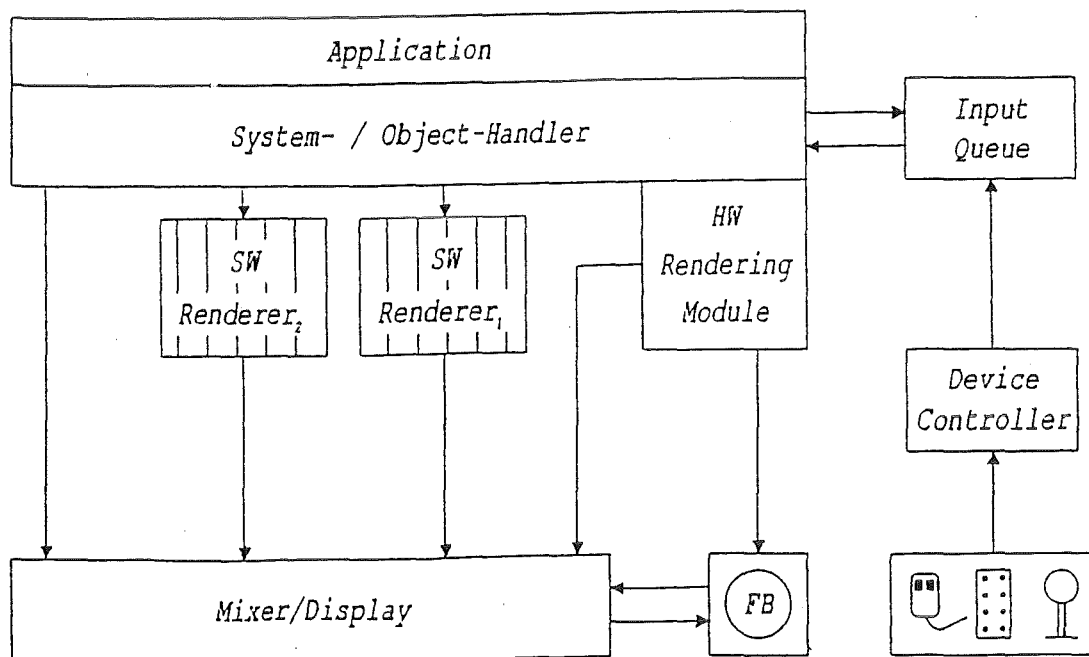 Application
System- / Object-Handler
Input
Queue
SW
Renderer₂
SW
Renderer₁
HW
Rendering
Module
Device
Controller
Mixer/Display
FB